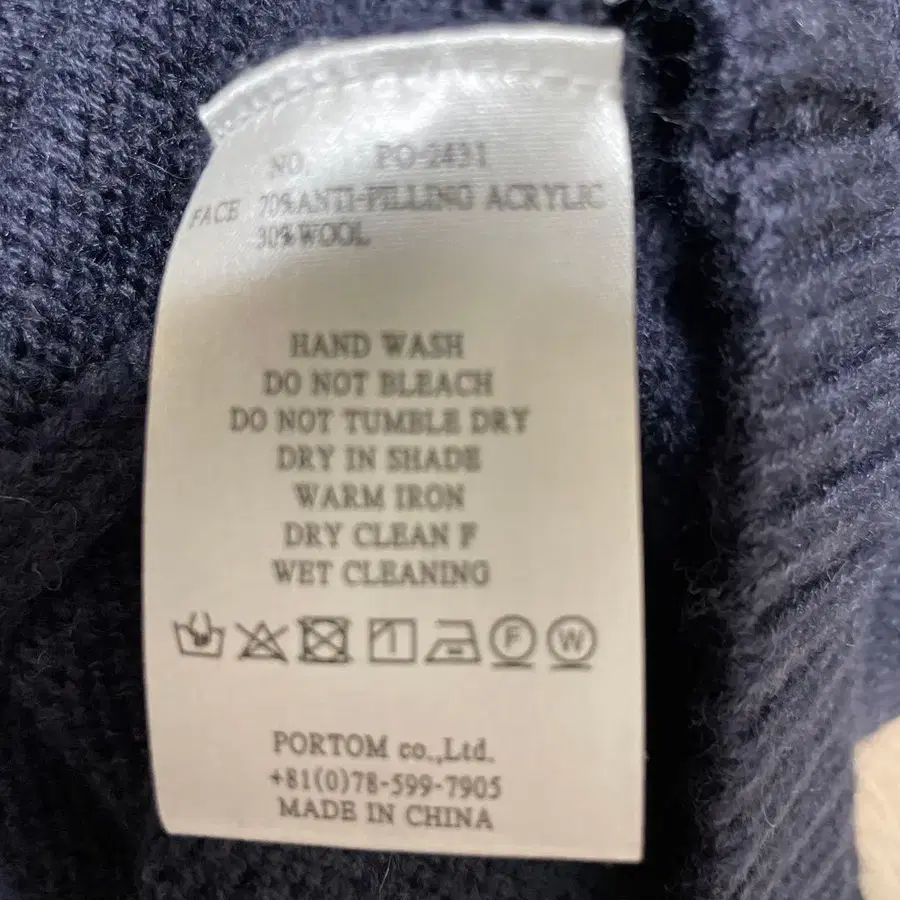 NO. PO-2431
FACE 70%ANTI-PILLING ACRYLIC
30%WOOL
HAND WASH
DO NOT BLEACH
DO NOT TUMBLE DRY
DRY IN SHADE
WARM IRON
DRY CLEAN F
WET CLEANING
F W
PORTOM co.,Ltd.
+81(0)78-599-7905
MADE IN CHINA